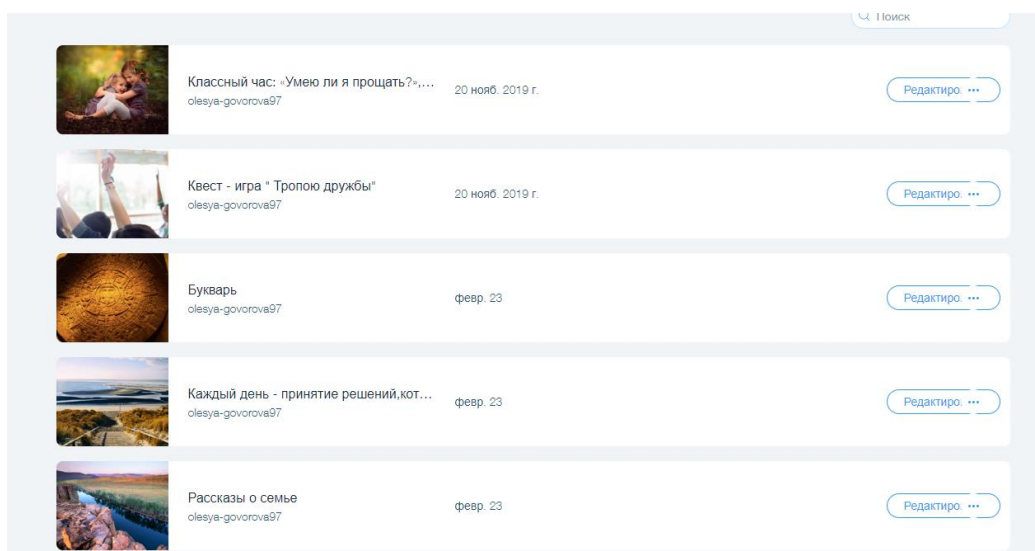 Поиск
Классный час: «Умею ли я прощать?»,...
olesya-govorova97
20 нояб. 2019 г.
Редактиро. •••
Квест - игра " Тропою дружбы"
olesya-govorova97
20 нояб. 2019 г.
Редактиро. •••
Букварь
olesya-govorova97
февр. 23
Редактиро. •••
Каждый день - принятие решений,кот...
olesya-govorova97
февр. 23
Редактиро. •••
Рассказы о семье
olesya-govorova97
февр. 23
Редактиро. •••